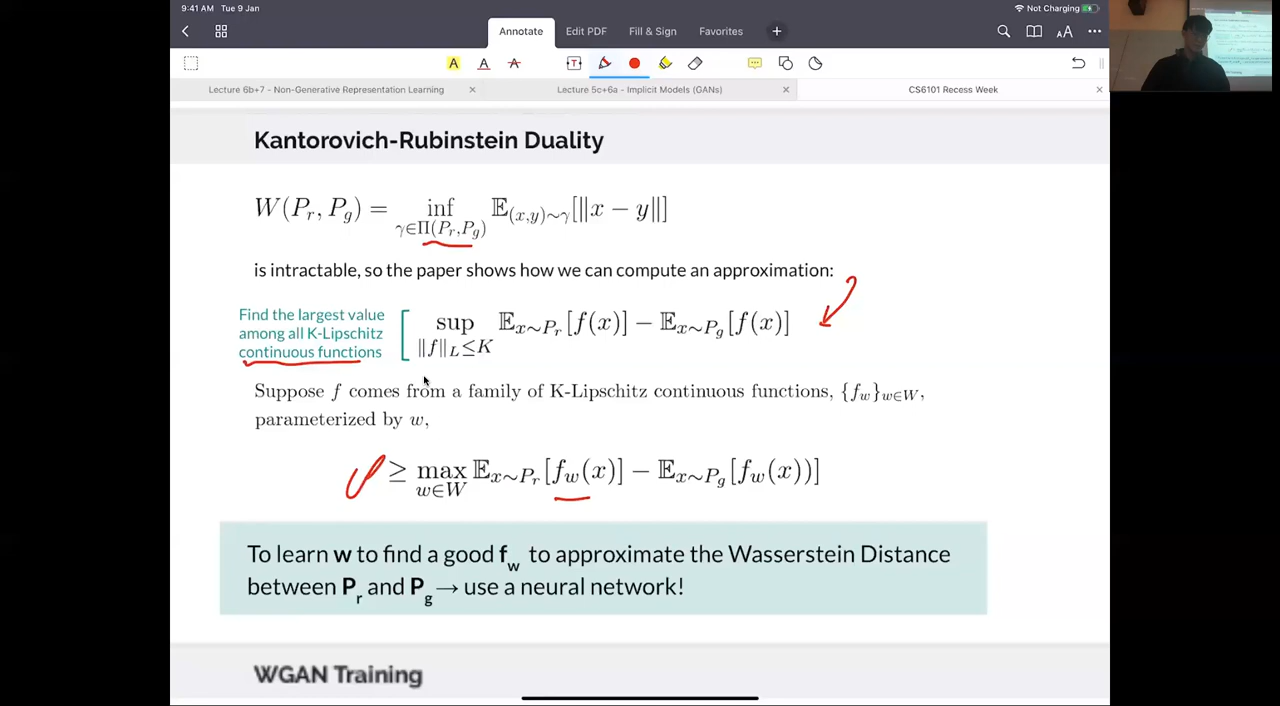 9:41 AM Tue 9 Jan
Not Charging
Annotate
Edit PDF
Fill & Sign
Favorites
Lecture 6b+7 - Non-Generative Representation Learning
Lecture 5c+6a - Implicit Models (GANs)
CS6101 Recess Week
Kantorovich-Rubinstein Duality
W(P_r, P_g) = inf_{γ∈Π(P_r,P_g)} 𝔼_{(x,y)∼γ}[‖x − y‖]
is intractable, so the paper shows how we can compute an approximation:
Find the largest value
among all K-Lipschitz
continuous functions
sup_{‖f‖_L≤K} 𝔼_{x∼P_r}[f(x)] − 𝔼_{x∼P_g}[f(x)]
Suppose f comes from a family of K-Lipschitz continuous functions, {f_w}_{w∈W},
parameterized by w,
≥ max_{w∈W} 𝔼_{x∼P_r}[f_w(x)] − 𝔼_{x∼P_g}[f_w(x))]
To learn w to find a good f_w to approximate the Wasserstein Distance
between P_r and P_g → use a neural network!
WGAN Training